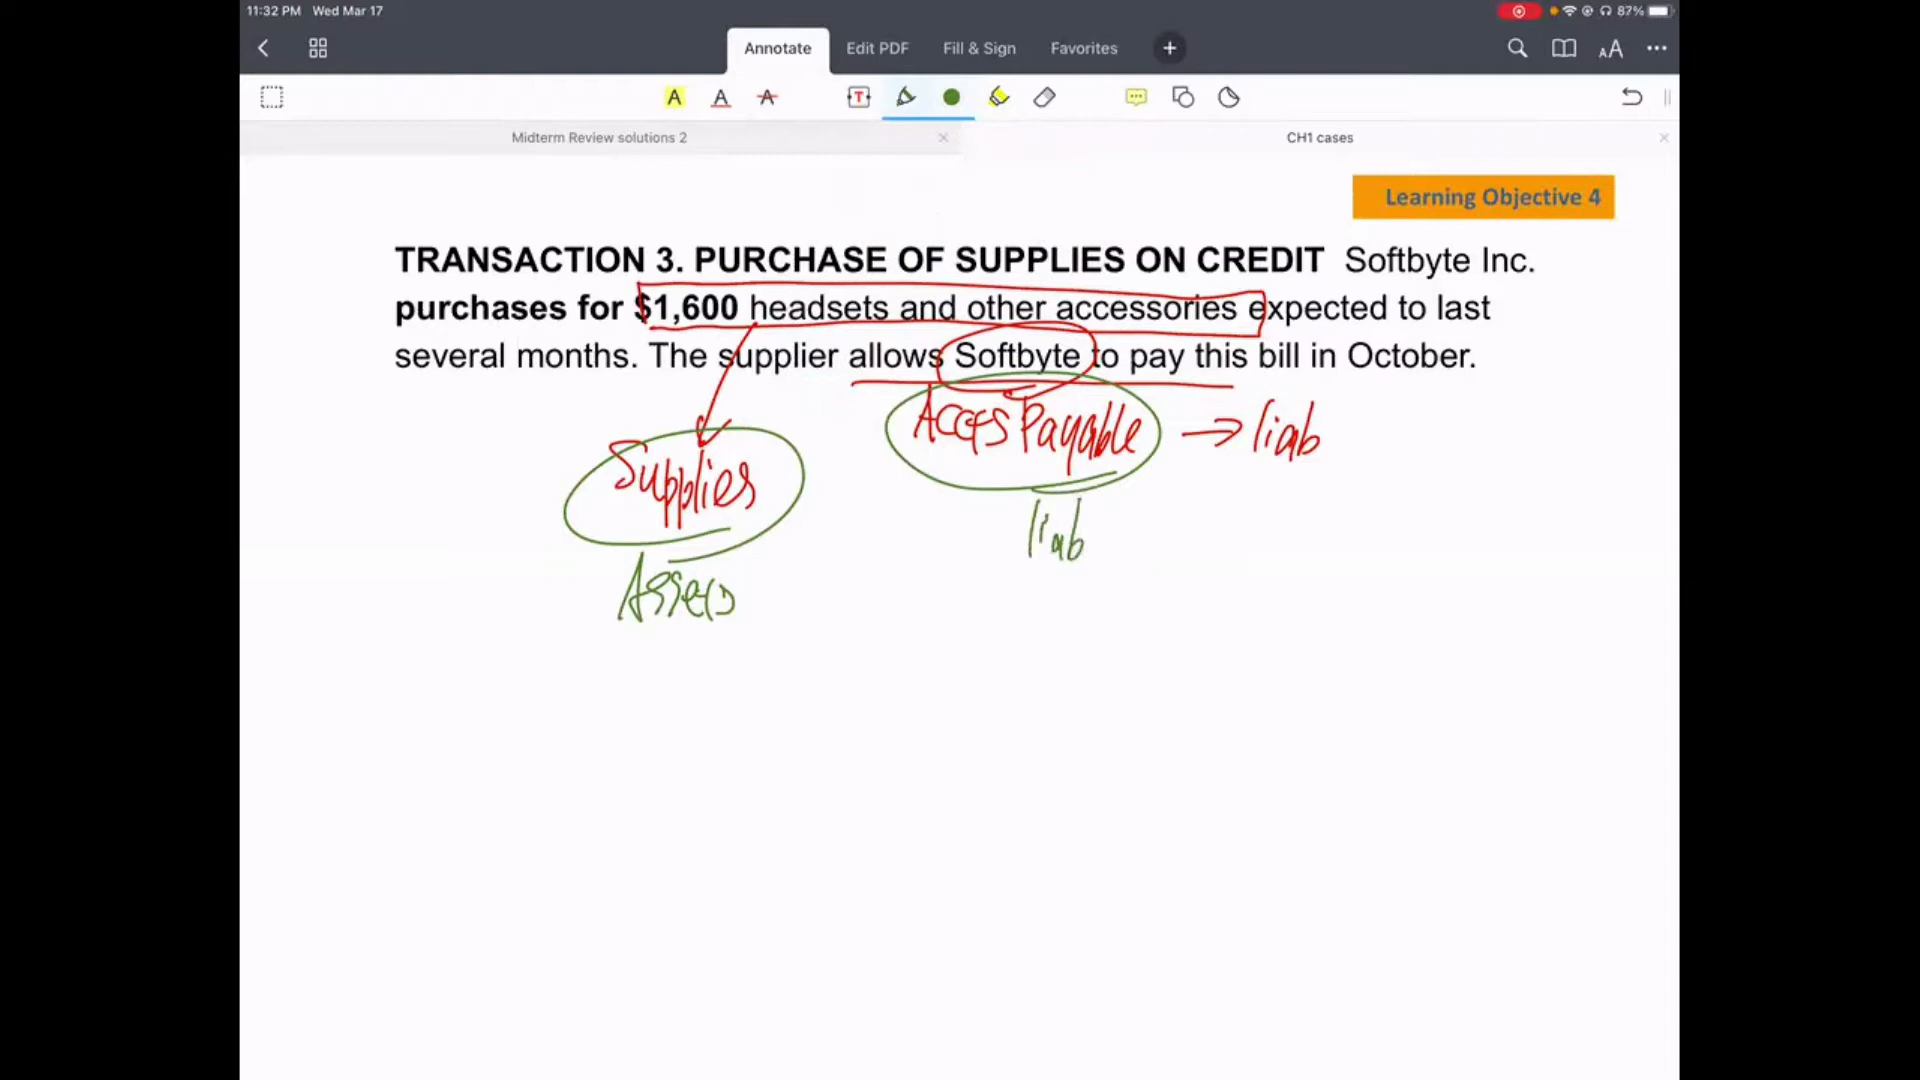 11:32 PM Wed Mar 17
87%
Annotate Edit PDF Fill & Sign Favorites
Midterm Review solutions 2
CH1 cases
Learning Objective 4
TRANSACTION 3. PURCHASE OF SUPPLIES ON CREDIT Softbyte Inc.
purchases for $1,600 headsets and other accessories expected to last
several months. The supplier allows Softbyte to pay this bill in October.
Payable → liab
Supplies
liab